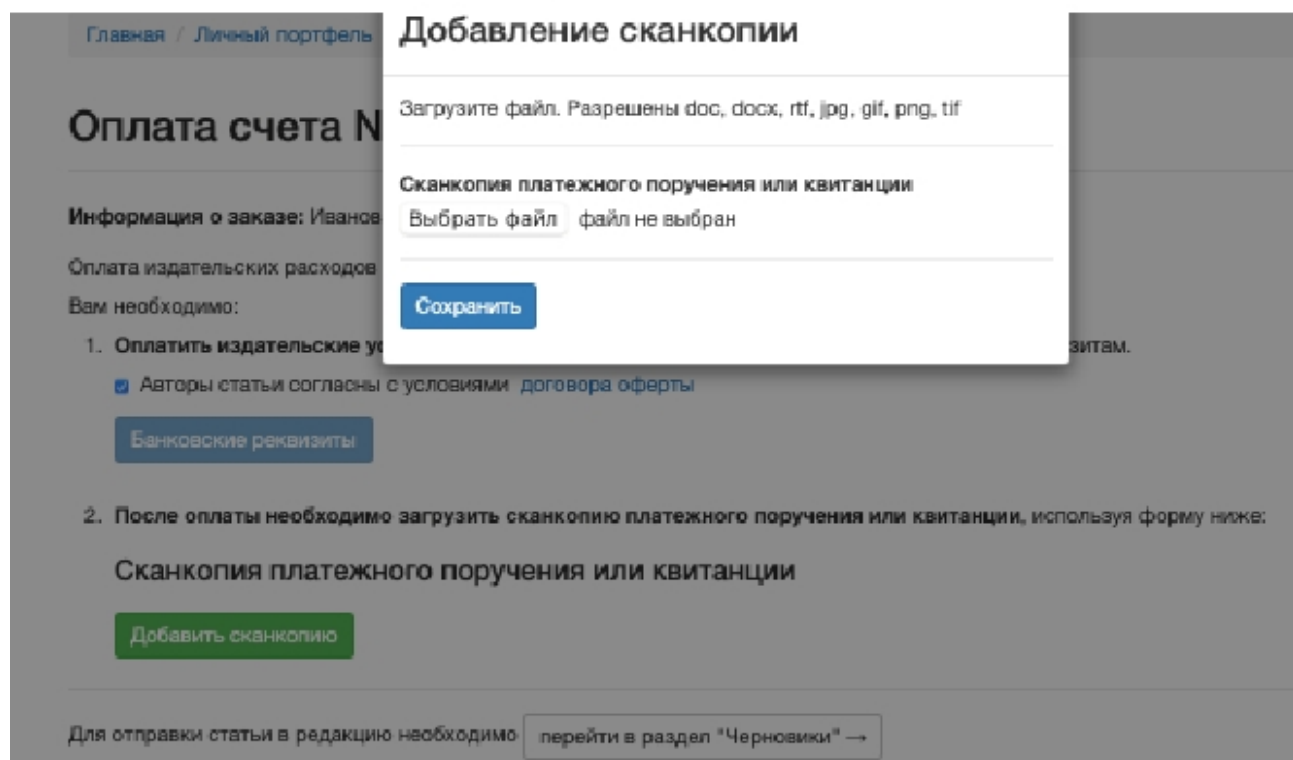 Главная / Личный портфель
Добавление сканкопии
Загрузите файл. Разрешены doc, docx, rtf, jpg, gif, png, tif
Оплата счета N
Сканкопия платежного поручения или квитанции
Выбрать файл файл не выбран
Информация о заказе: Иванов
Оплата издательских расходов
Вам необходимо:
Сохранить
1. Оплатить издательские ус зитам.
Авторы статьи согласны с условиями договора оферты
Банковские реквизиты
2. После оплаты необходимо загрузить сканкопию платежного поручения или квитанции, используя форму ниже:
Сканкопия платежного поручения или квитанции
Добавить сканкопию
Для отправки статьи в редакцию необходимо перейти в раздел "Черновики" →